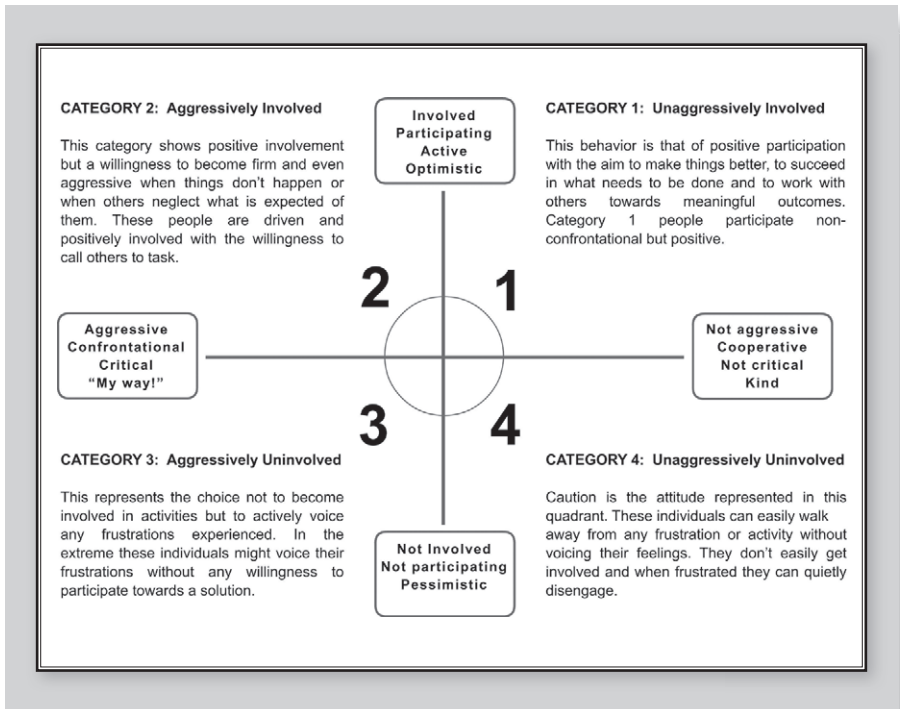 CATEGORY 2: Aggressively Involved
This category shows positive involvement
but a willingness to become firm and even
aggressive when things don't happen or
when others neglect what is expected of
them. These people are driven and
positively involved with the willingness to
call others to task.
Involved
Participating
Active
Optimistic
CATEGORY 1: Unaggressively Involved
This behavior is that of positive participation
with the aim to make things better, to succeed
in what needs to be done and to work with
others towards meaningful outcomes.
Category 1 people participate non-
confrontational but positive.
2
1
Aggressive
Confrontational
Critical
“My way!”
Not aggressive
Cooperative
Not critical
Kind
3
4
CATEGORY 3: Aggressively Uninvolved
This represents the choice not to become
involved in activities but to actively voice
any frustrations experienced. In the
extreme these individuals might voice their
frustrations without any willingness to
participate towards a solution.
Not Involved
Not participating
Pessimistic
CATEGORY 4: Unaggressively Uninvolved
Caution is the attitude represented in this
quadrant. These individuals can easily walk
away from any frustration or activity without
voicing their feelings. They don't easily get
involved and when frustrated they can quietly
disengage.